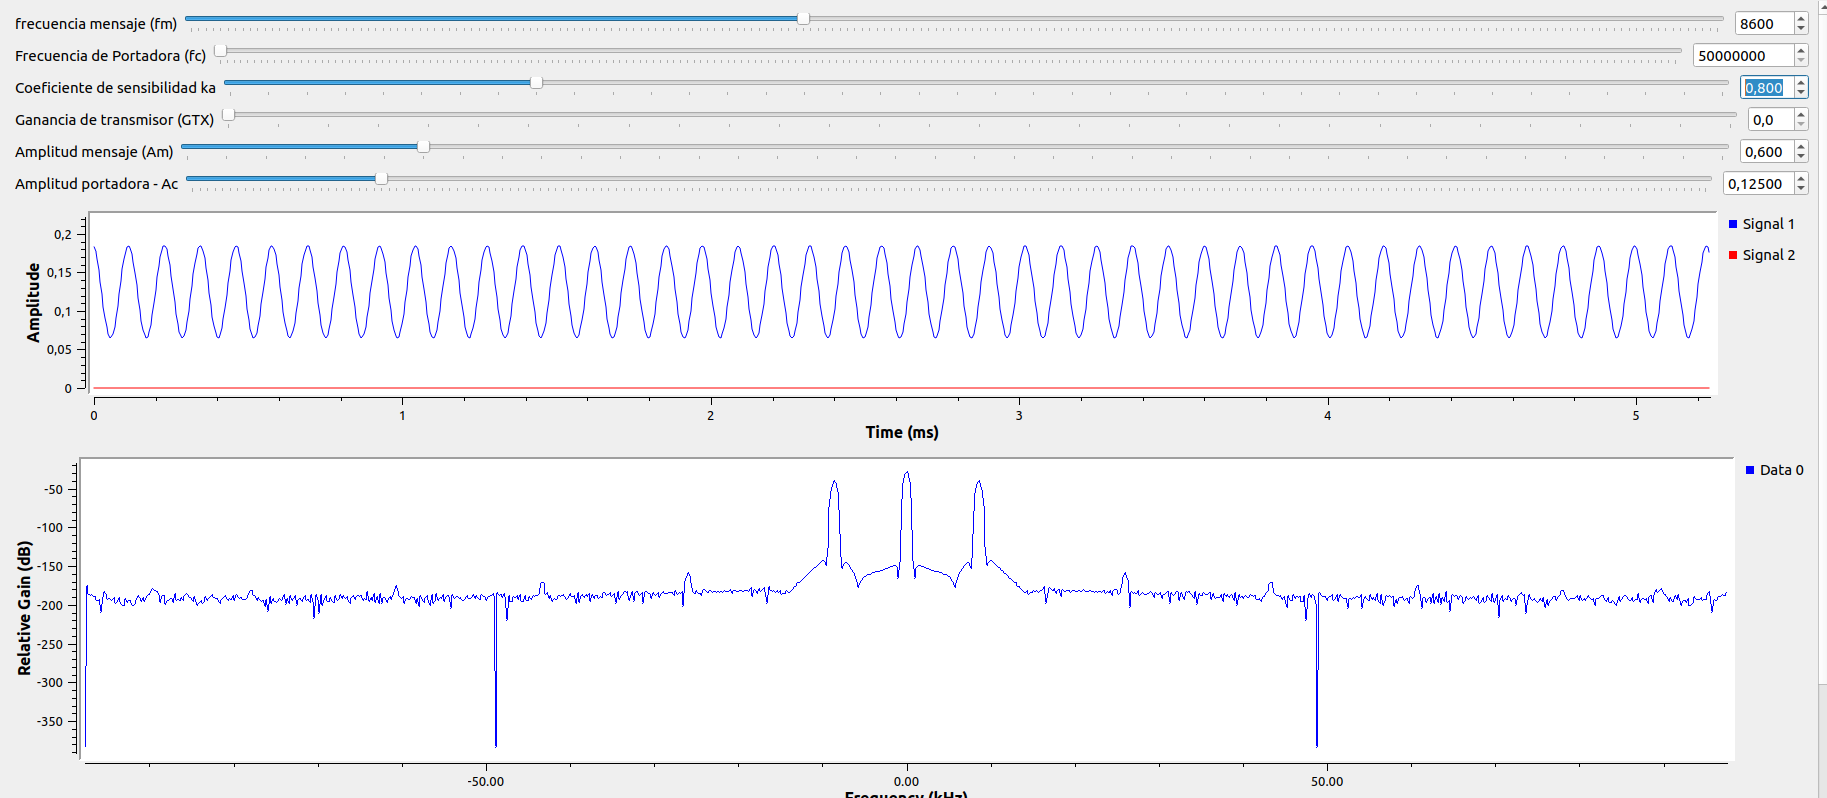 frecuencia mensaje (fm) 8600
Frecuencia de Portadora (fc) 50000000
Coeficiente de sensibilidad ka 0,800
Ganancia de transmisor (GTX) 0,0
Amplitud mensaje (Am) 0,600
Amplitud portadora - Ac 0,12500
Amplitude
0,2
0,15
0,1
0,05
0
Signal 1
Signal 2
0 1 2 3 4 5
Time (ms)
Relative Gain (dB)
-50
-100
-150
-200
-250
-300
-350
Data 0
-50.00 0.00 50.00
Frequency (kHz)